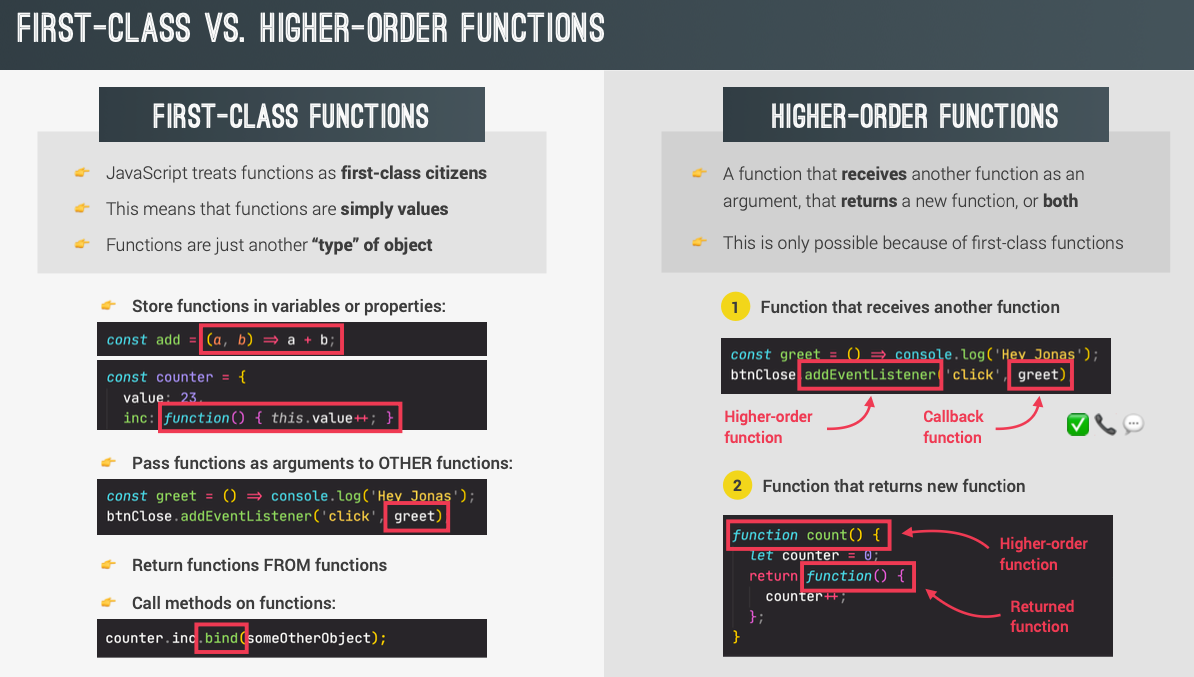 FIRST-CLASS VS. HIGHER-ORDER FUNCTIONS
FIRST-CLASS FUNCTIONS
JavaScript treats functions as first-class citizens
This means that functions are simply values
Functions are just another “type” of object
Store functions in variables or properties:
const add = (a, b) => a + b;
const counter = {
value: 23,
inc: function() { this.value++; }
Pass functions as arguments to OTHER functions:
const greet = () => console.log('Hey Jonas');
btnClose.addEventListener('click', greet)
Return functions FROM functions
Call methods on functions:
counter.inc.bind(someOtherObject);
HIGHER-ORDER FUNCTIONS
A function that receives another function as an
argument, that returns a new function, or both
This is only possible because of first-class functions
1 Function that receives another function
const greet = () => console.log('Hey Jonas');
btnClose.addEventListener('click', greet)
Higher-order
function
Callback
function
2 Function that returns new function
function count() {
let counter = 0;
return function() {
counter++;
};
}
Higher-order
function
Returned
function